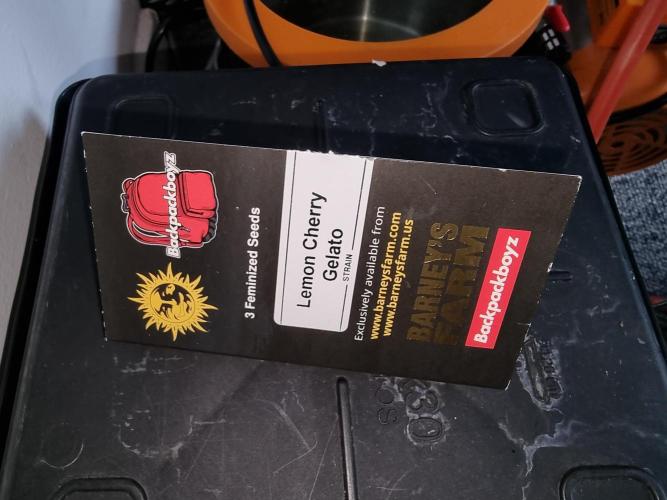 Backpackboyz
3 Feminized Seeds
Lemon Cherry
Gelato
STRAIN
Exclusively available from
www.barneysfarm.com
www.barneysfarm.us
BARNEY'S
FARM
Backpackboyz